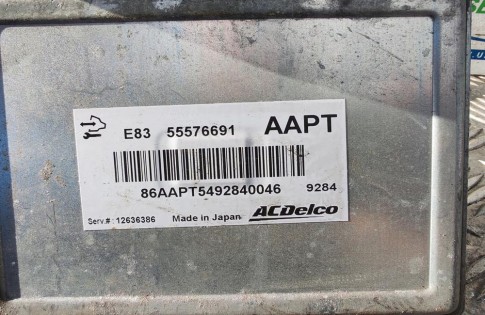 E83 55576691 AAPT
86AAPT5492840046 9284
Serv.#: 12636386 Made in Japan ACDelco